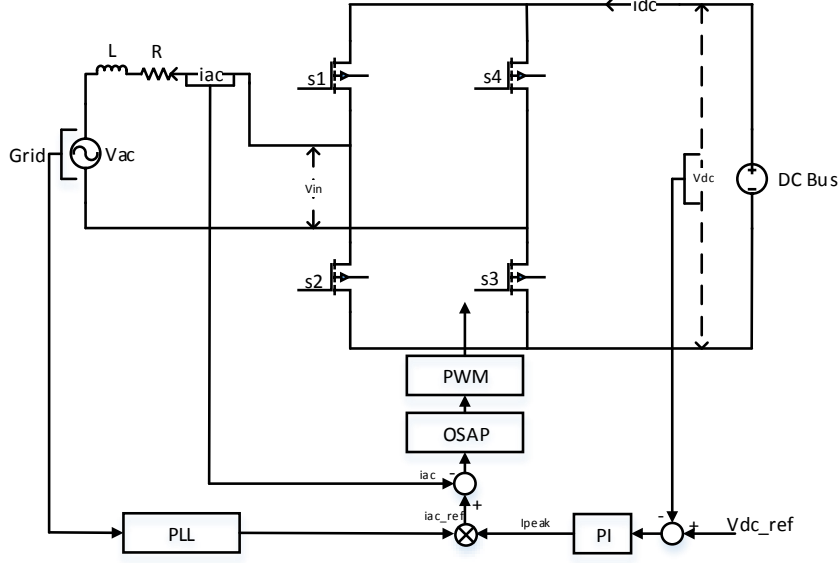 idc
L
R
iac
s1
s4
Grid
Vac
Vin
Vdc
DC Bus
+
−
s2
s3
PWM
OSAP
iac
-
+
iac_ref
PLL
Ipeak
PI
-
+
Vdc_ref